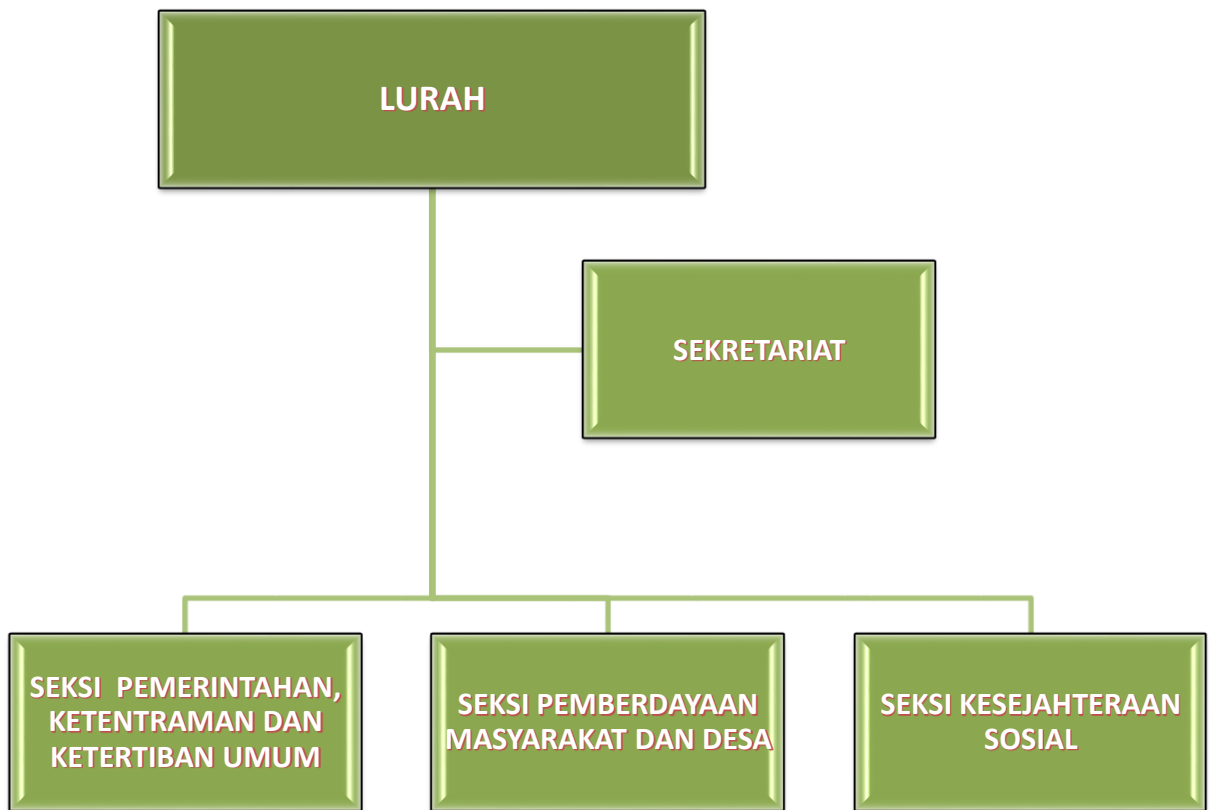 LURAH
SEKRETARIAT
SEKSI PEMERINTAHAN,
KETENTRAMAN DAN
KETERTIBAN UMUM
SEKSI PEMBERDAYAAN
MASYARAKAT DAN DESA
SEKSI KESEJAHTERAAN
SOSIAL